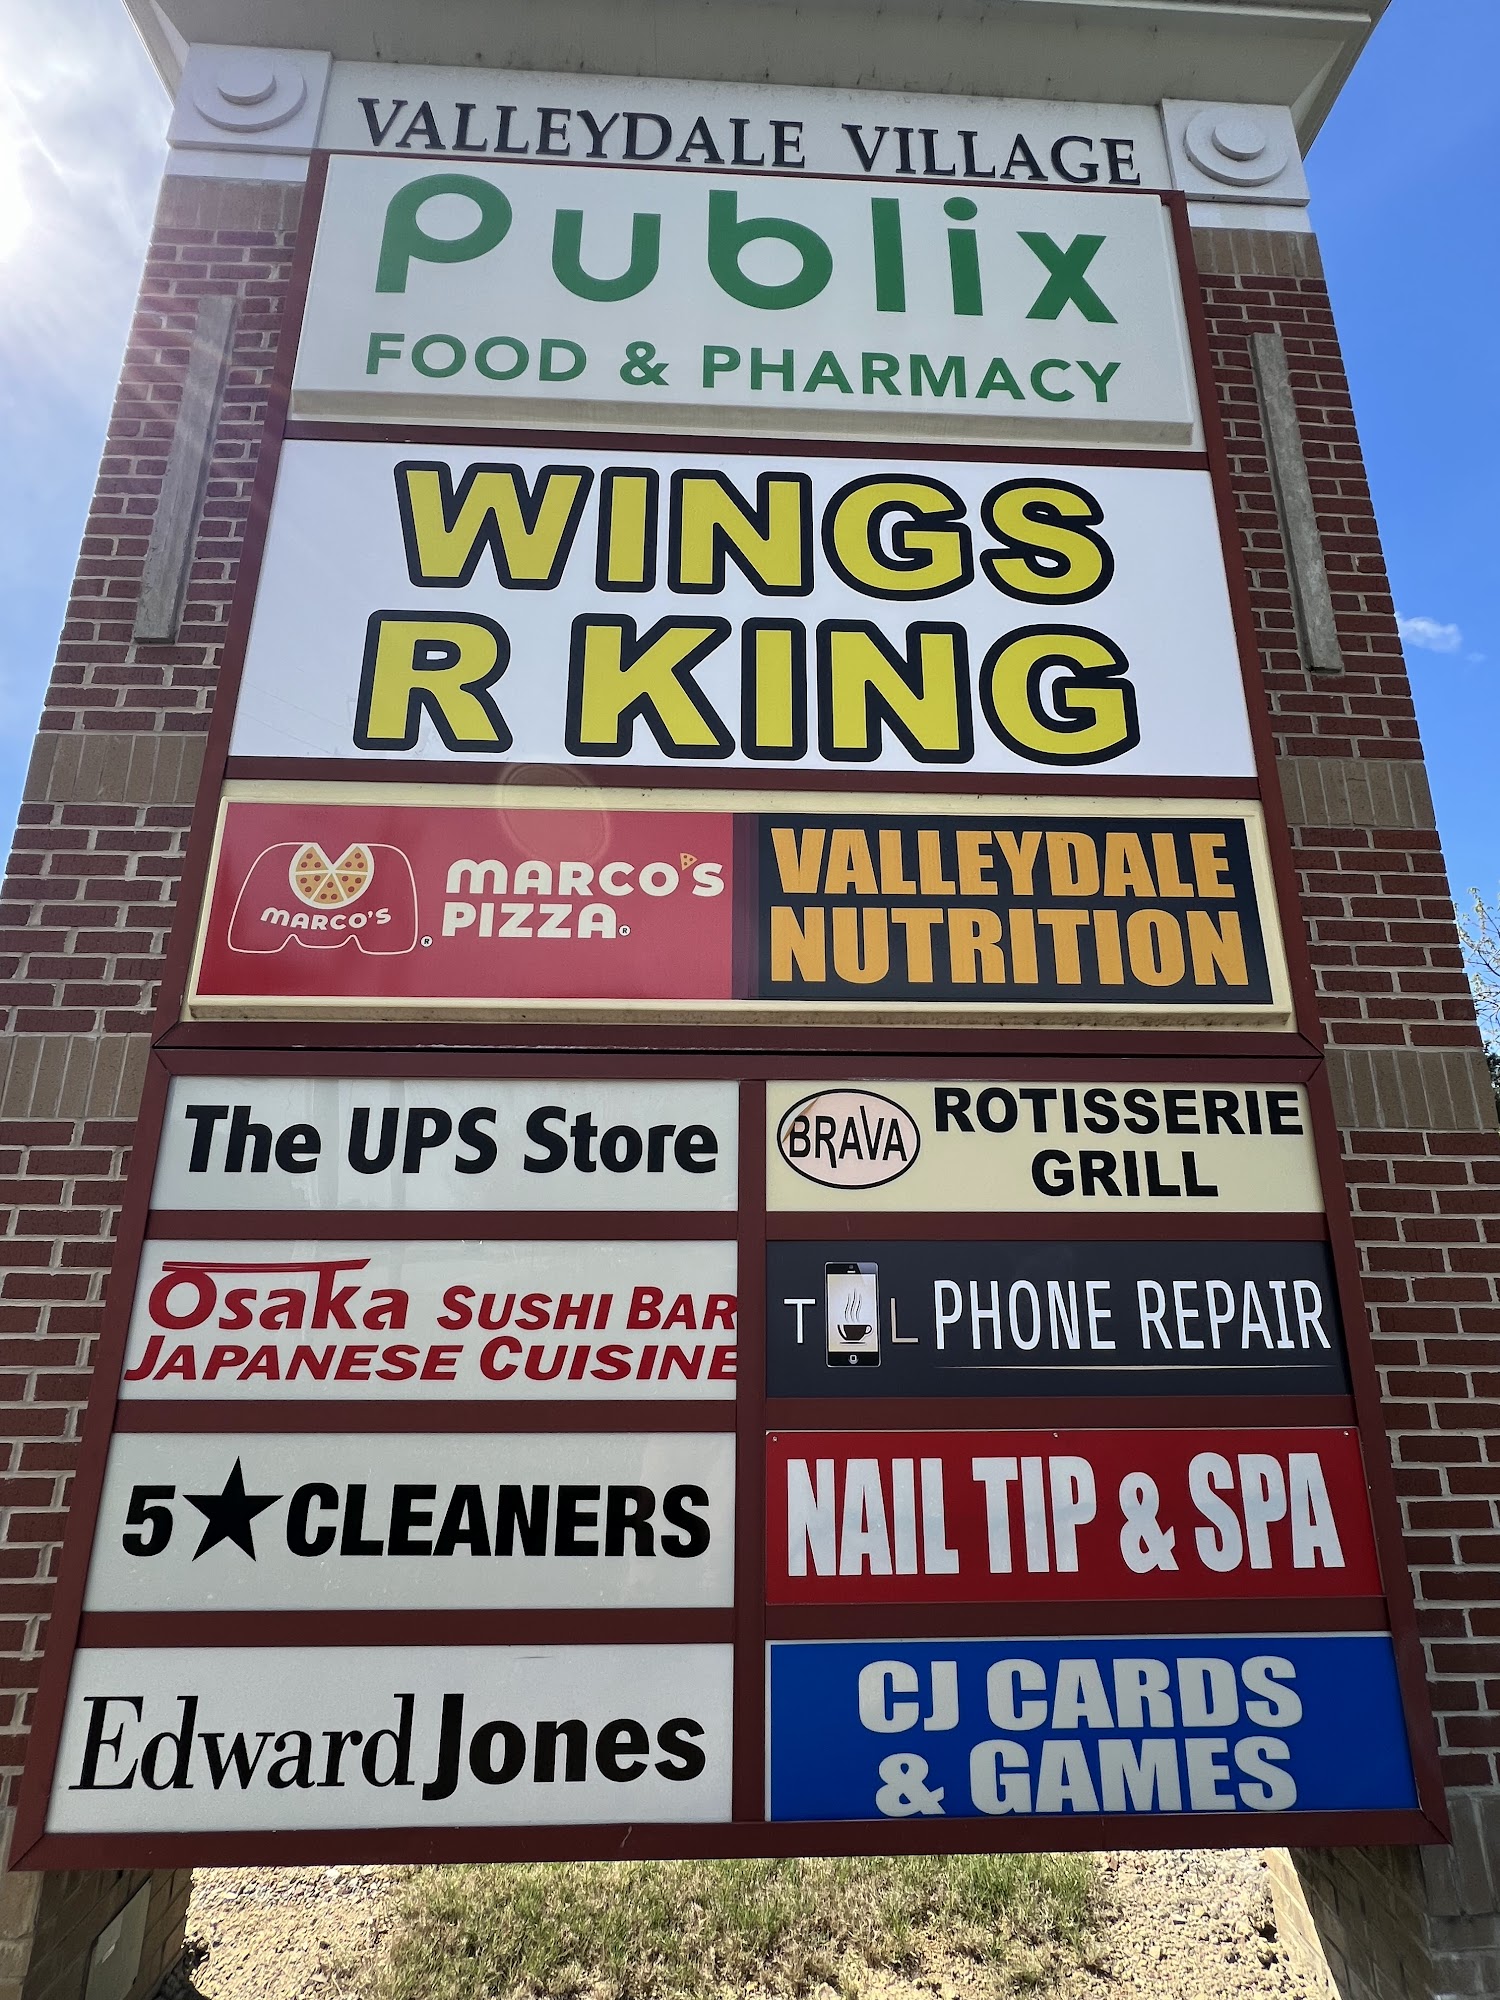 VALLEYDALE VILLAGE
Publix
FOOD & PHARMACY
WINGS
R KING
MARCO'S
MARCO'S
PIZZA
VALLEYDALE
NUTRITION
The UPS Store
BRAVA
ROTISSERIE
GRILL
Osaka SUSHI BAR
JAPANESE CUISINE
T L PHONE REPAIR
5★CLEANERS
NAIL TIP & SPA
Edward Jones
CJ CARDS
& GAMES